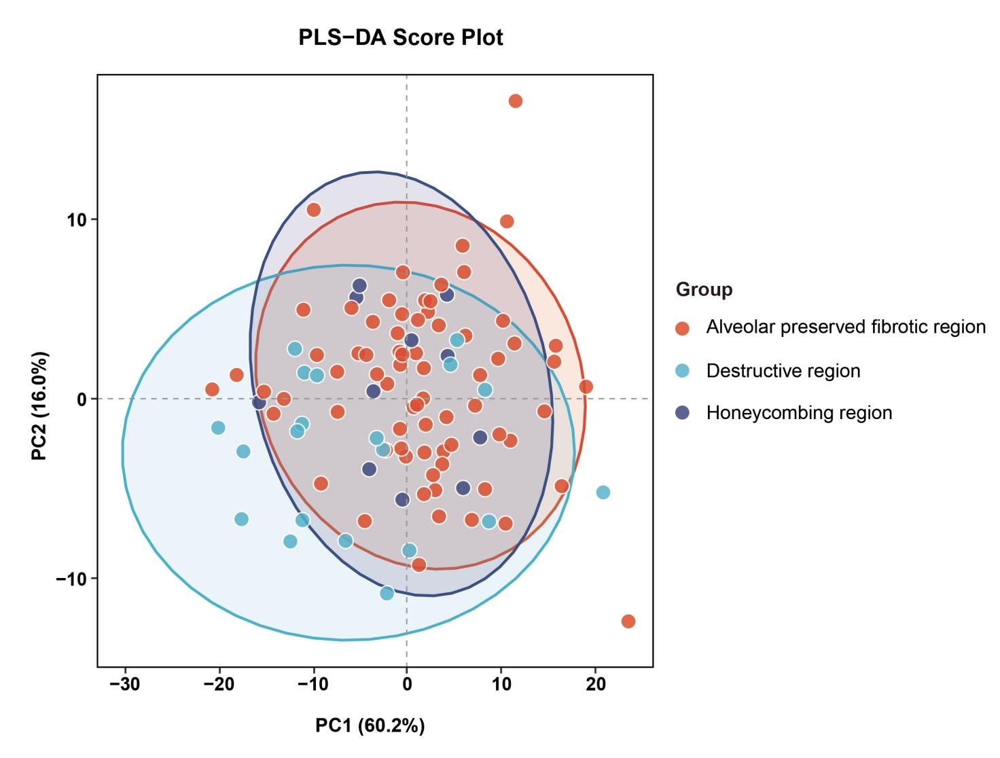 PLS−DA Score Plot
10
0
−10
PC2 (16.0%)
−30 −20 −10 0 10 20
PC1 (60.2%)
Group
Alveolar preserved fibrotic region
Destructive region
Honeycombing region